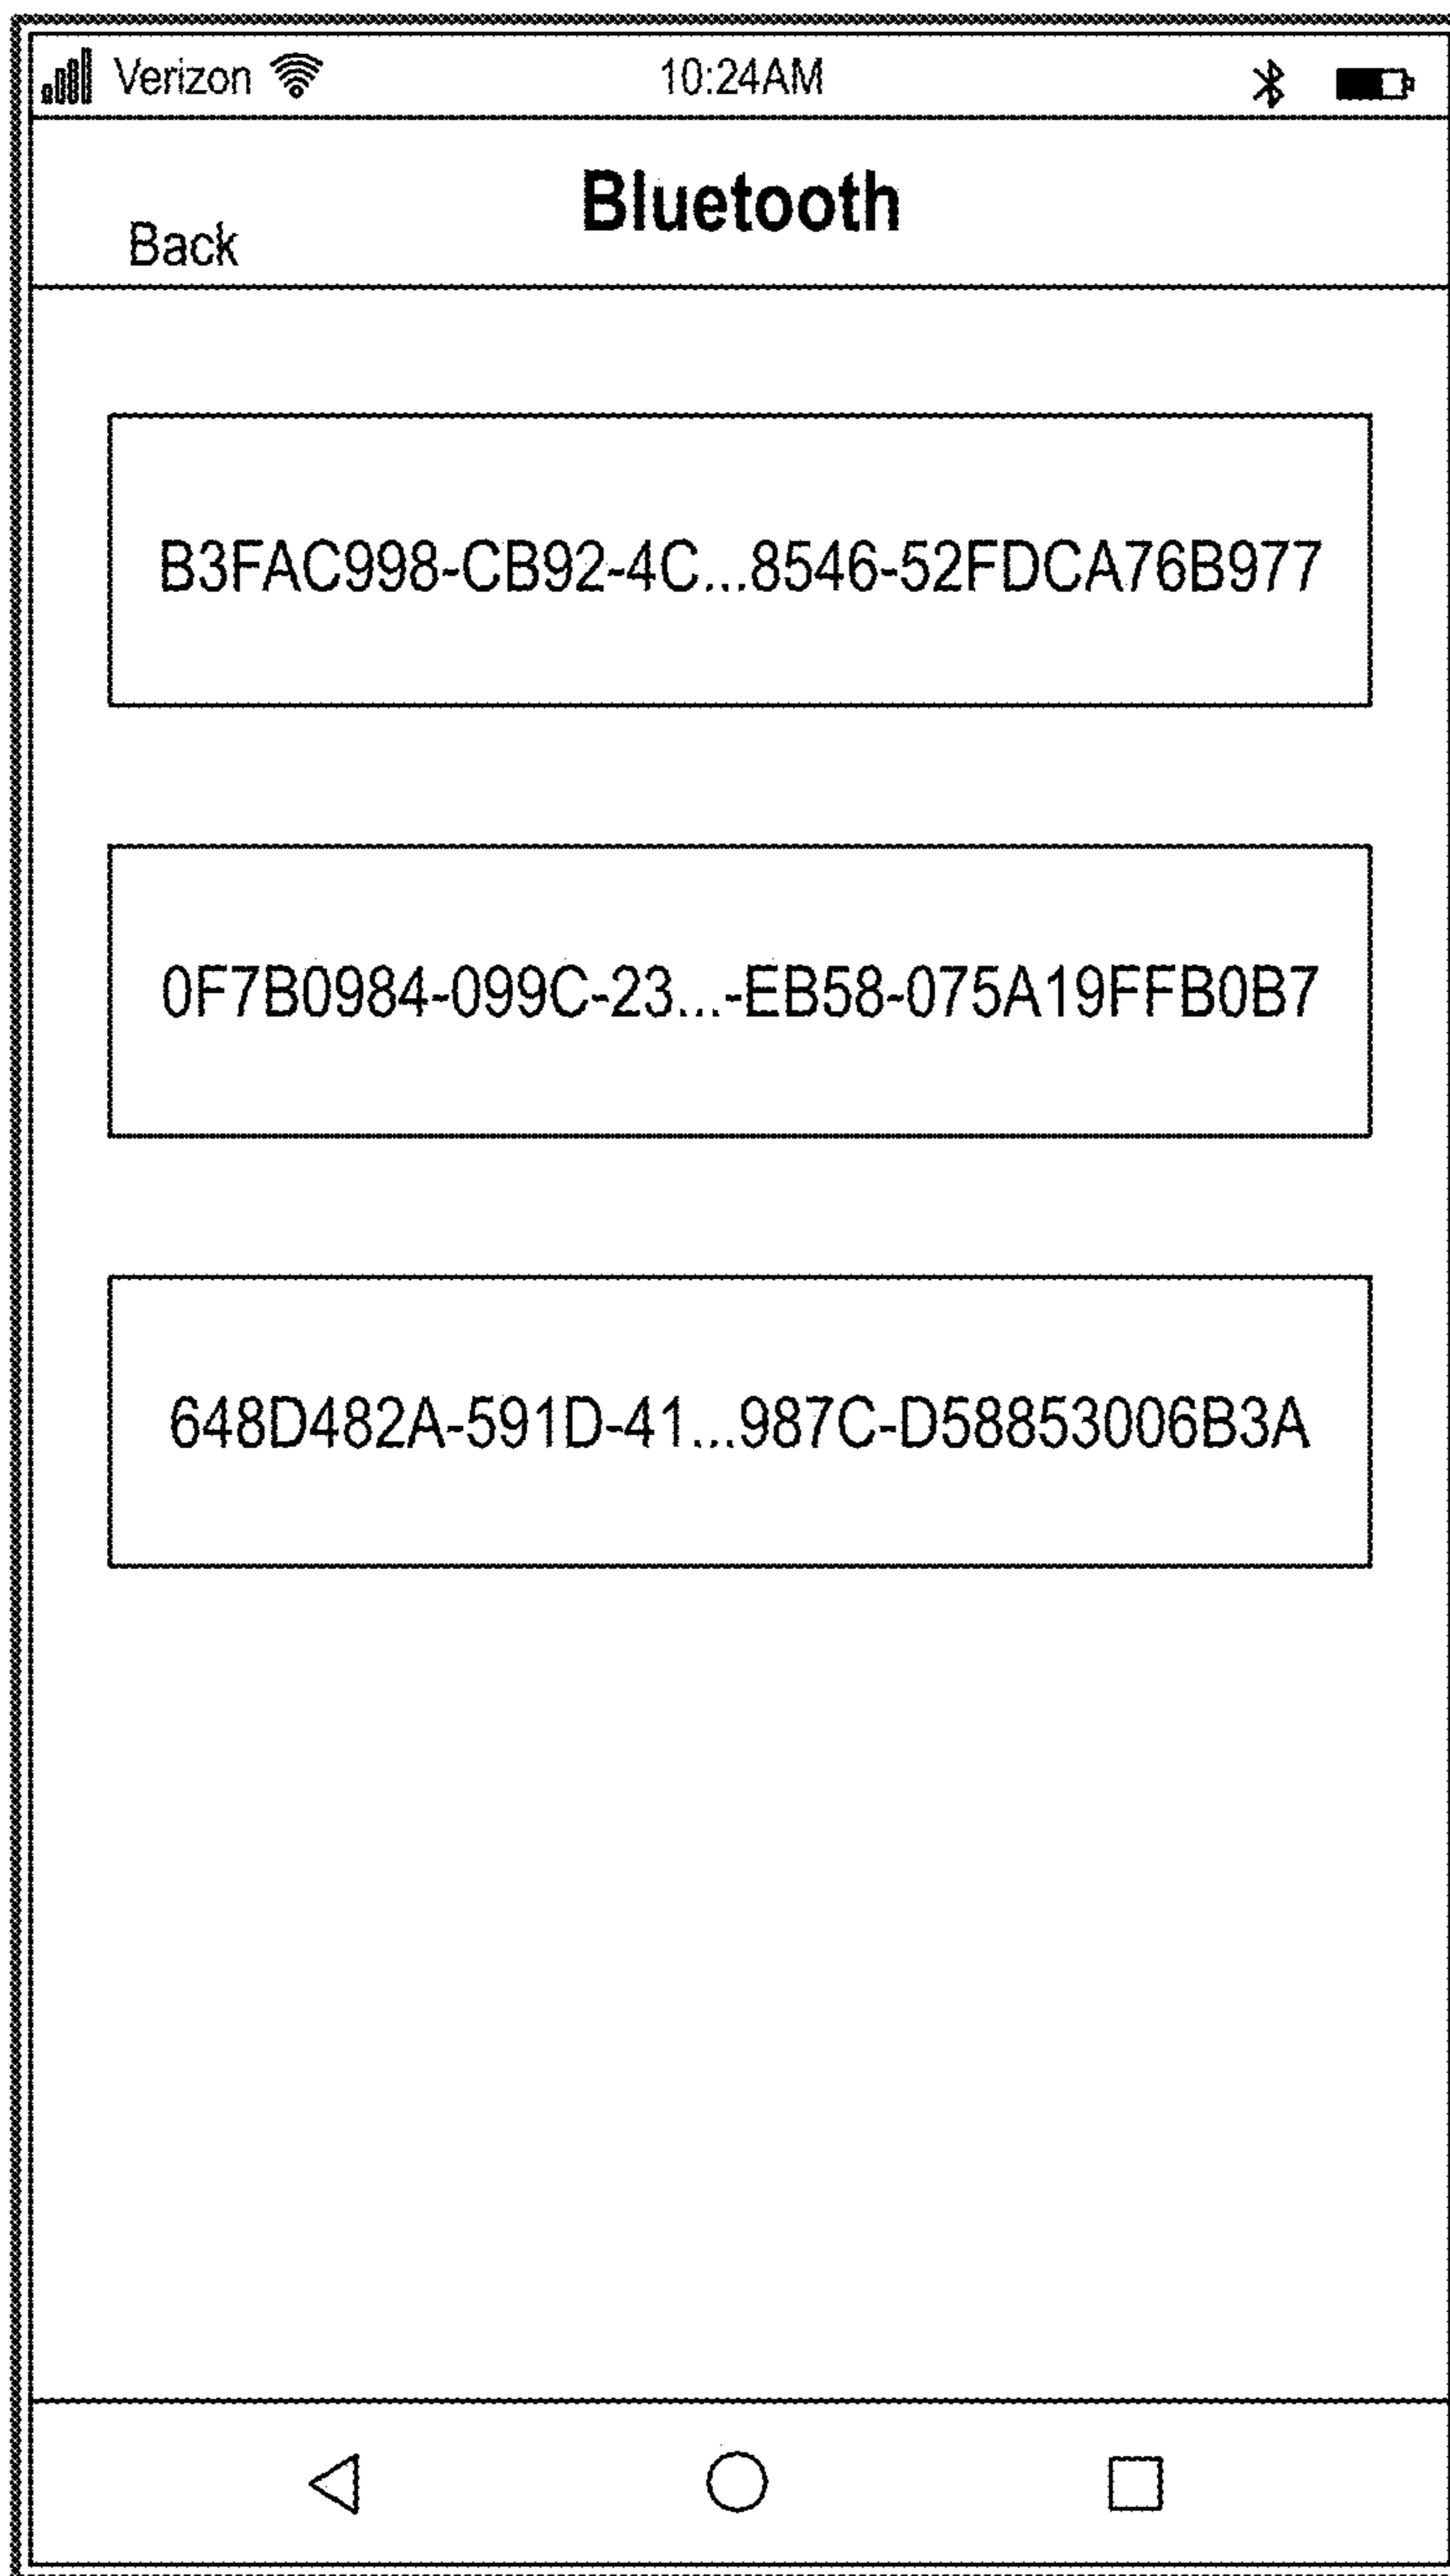 Verizon 10:24AM
Bluetooth
Back
B3FAC998-CB92-4C...8546-52FDCA76B977
0F7B0984-099C-23...-EB58-075A19FFB0B7
648D482A-591D-41...987C-D58853006B3A